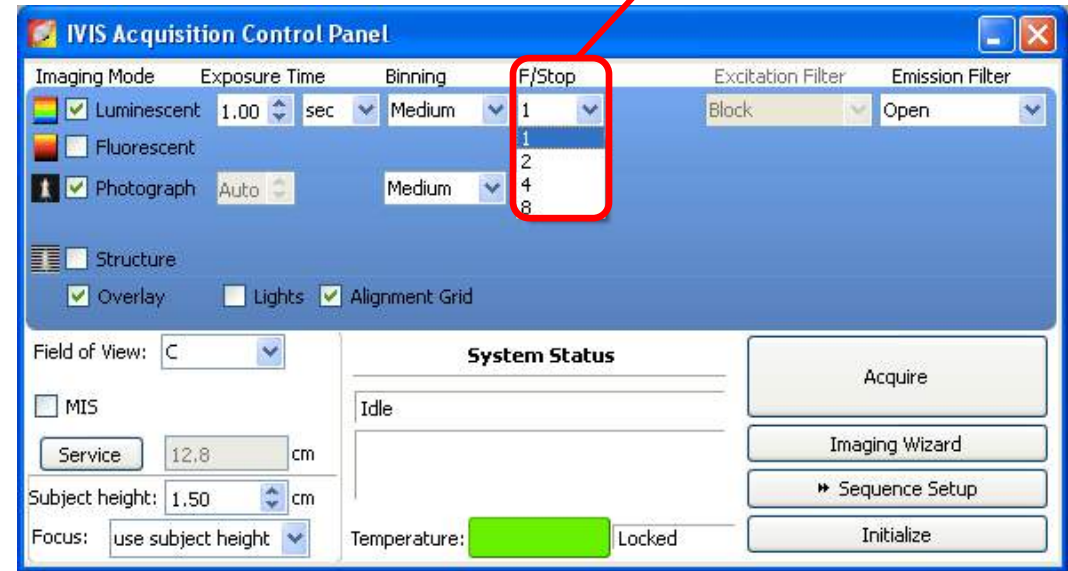 IVIS Acquisition Control Panel
Imaging Mode Exposure Time Binning F/Stop Excitation Filter Emission Filter
Luminescent 1.00 sec Medium 1 Block Open
1
Fluorescent
2
Photograph Auto Medium 4
8
Structure
Overlay Lights Alignment Grid
Field of View: C
System Status
Acquire
MIS
Idle
Service 12.8 cm
Imaging Wizard
Subject height: 1.50 cm
Sequence Setup
Focus: use subject height
Temperature: Locked
Initialize